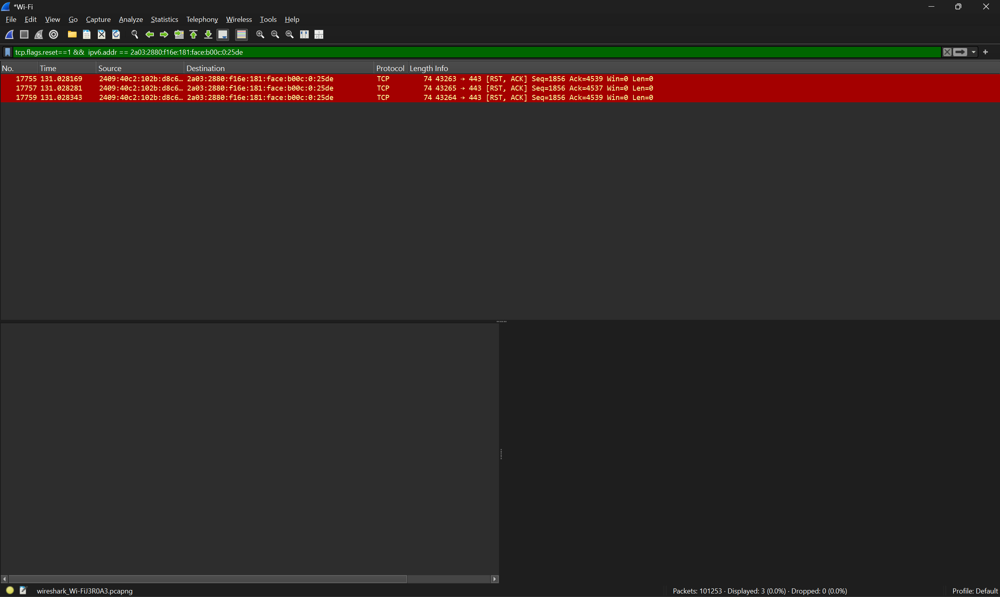 *Wi-Fi
File Edit View Go Capture Analyze Statistics Telephony Wireless Tools Help
tcp.flags.reset==1 && ipv6.addr == 2a03:2880:f16e:181:face:b00c:0:25de
No. Time Source Destination Protocol Length Info
17755 131.028169 2409:40c2:102b:d8c6… 2a03:2880:f16e:181:face:b00c:0:25de TCP 74 43263 → 443 [RST, ACK] Seq=1856 Ack=4539 Win=0 Len=0
17757 131.028281 2409:40c2:102b:d8c6… 2a03:2880:f16e:181:face:b00c:0:25de TCP 74 43265 → 443 [RST, ACK] Seq=1856 Ack=4537 Win=0 Len=0
17759 131.028343 2409:40c2:102b:d8c6… 2a03:2880:f16e:181:face:b00c:0:25de TCP 74 43264 → 443 [RST, ACK] Seq=1856 Ack=4539 Win=0 Len=0
wireshark_Wi-FiJ3R0A3.pcapng Packets: 101253 · Displayed: 3 (0.0%) · Dropped: 0 (0.0%) Profile: Default